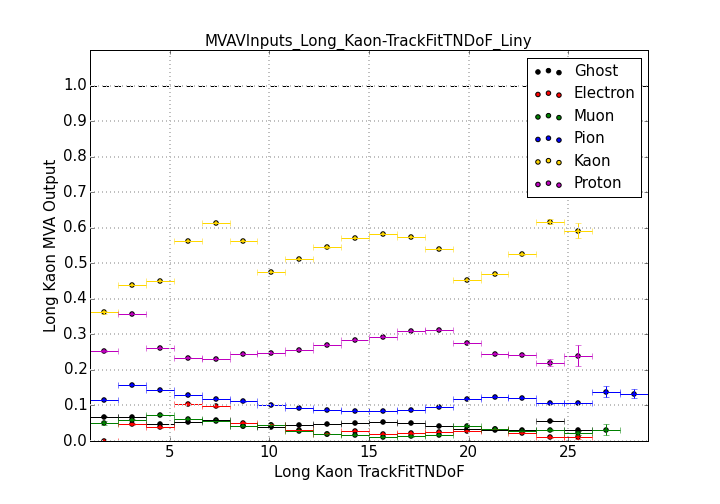 MVAVInputs_Long_Kaon-TrackFitTNDoF_Liny
Long Kaon MVA Output
1.0
0.9
0.8
0.7
0.6
0.5
0.4
0.3
0.2
0.1
0.0
Ghost
Electron
Muon
Pion
Kaon
Proton
5 10 15 20 25
Long Kaon TrackFitTNDoF